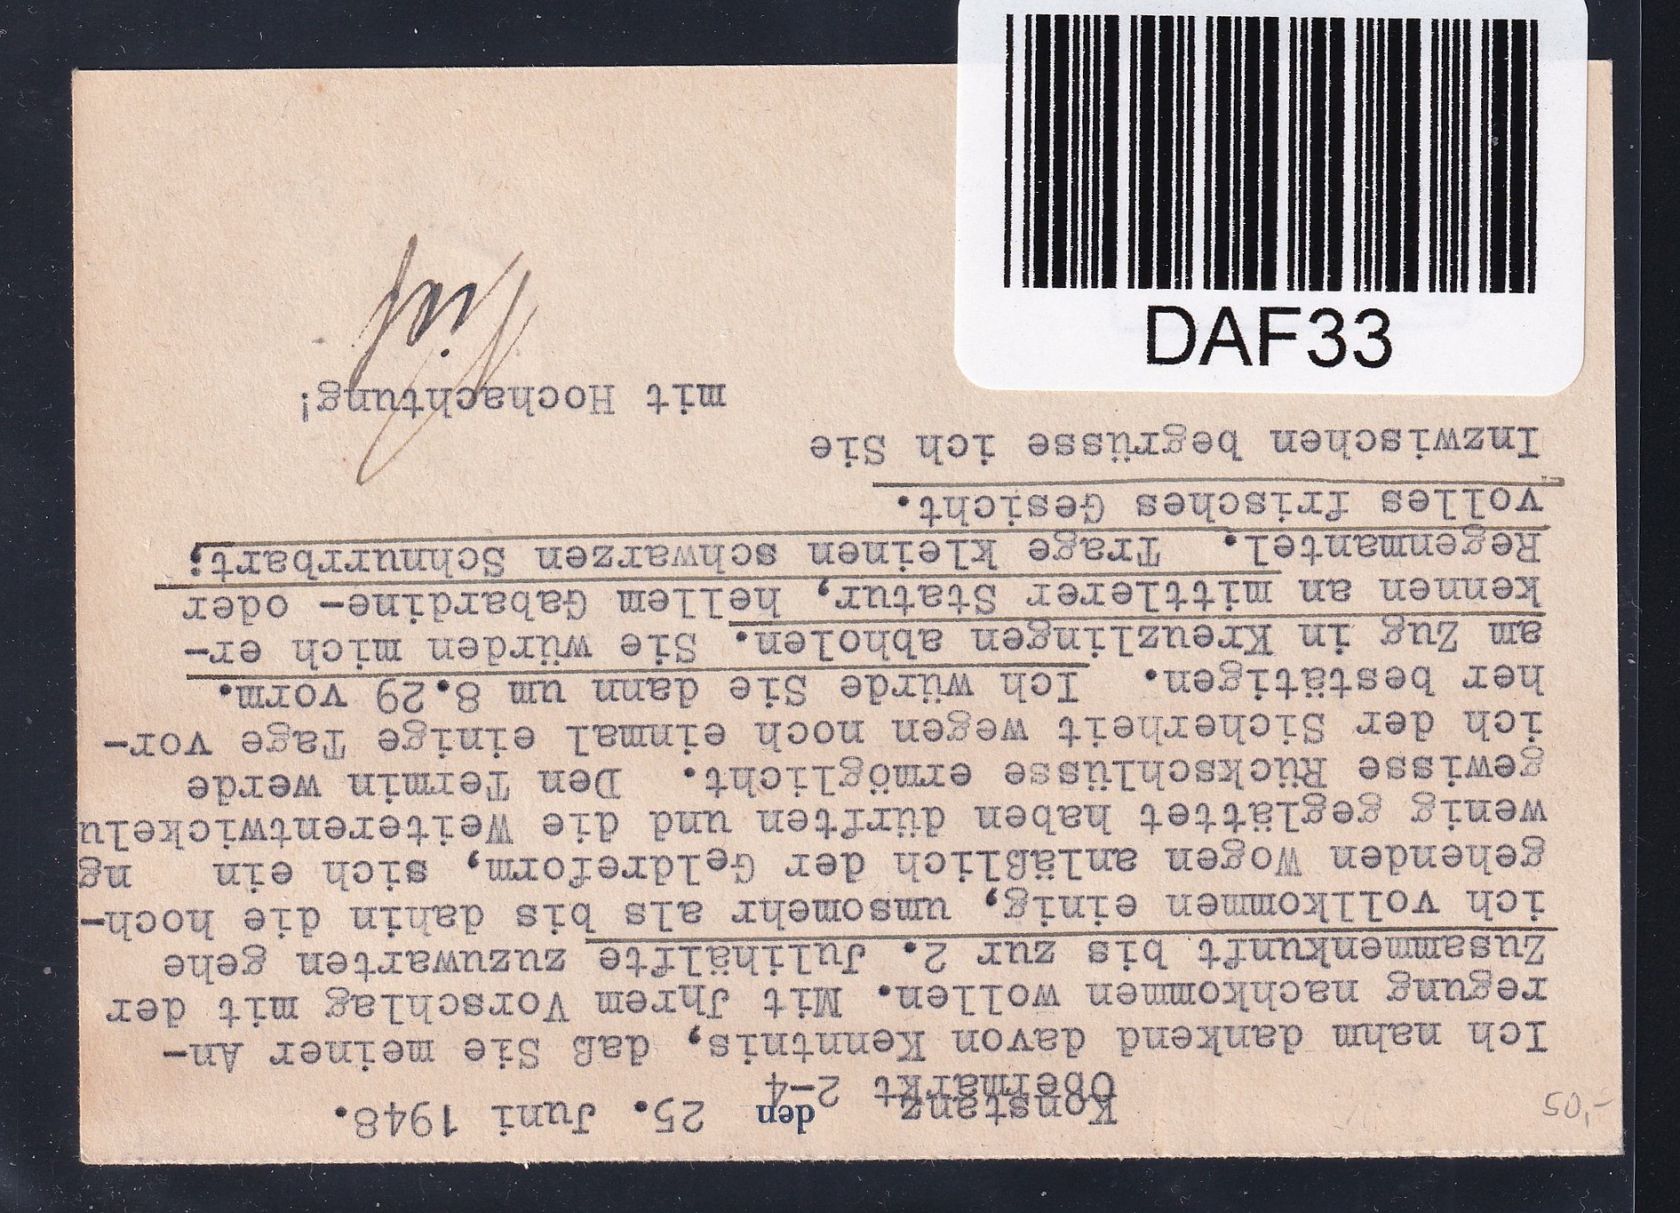 DAF33
50,-
Konstanz den 25. Juni 1948.
Obermarkt 2-4
Ich nahm dankend davon Kenntnis, daß Sie meiner An-
regung nachkommen wollen. Mit Jhrem Vorschlag mit der
Zusammenkunft bis zur 2. Julihälfte zuzuwarten gehe
ich vollkommen einig, umsomehr als bis dahin die hoch-
gehenden Wogen anläßlich der Geldreform, sich ein ng
wenig geglättet haben dürften und die Weiterentwickelu
gewisse Rückschlüsse ermöglicht. Den Termin werde
ich der Sicherheit wegen noch einmal einige Tage vor-
her bestätigen. Ich würde Sie dann um 8.29 vorm.
am Zug in Kreuzlingen abholen. Sie würden mich er-
kennen an mittlerer Statur, hellem Gabardine- oder
Regenmantel. Trage kleinen schwarzen Schnurrbart;
volles frisches Gesicht.
Inzwischen begrüsse ich Sie
mit Hochachtung!